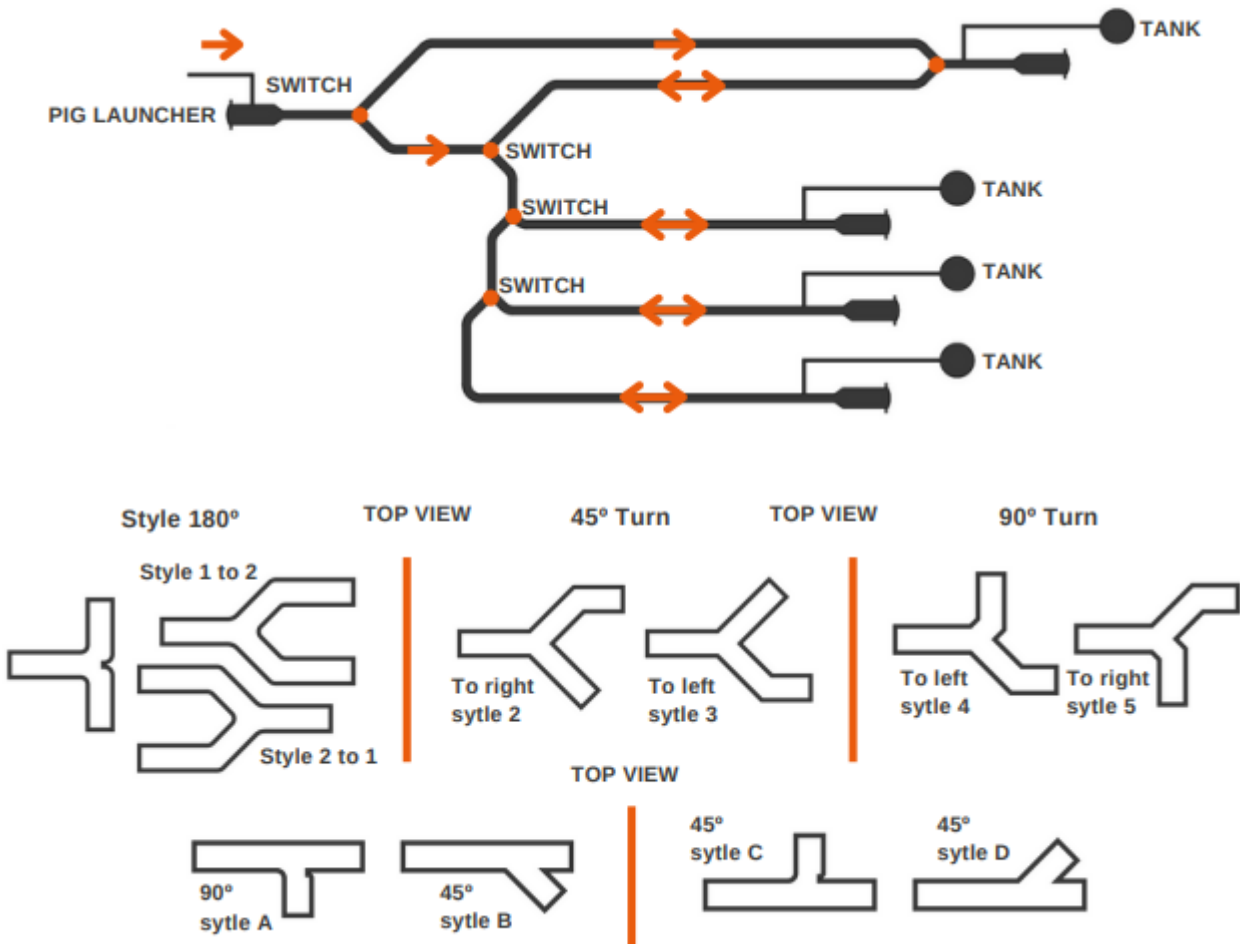 TANK
SWITCH
PIG LAUNCHER
SWITCH
TANK
SWITCH
TANK
SWITCH
TANK
Style 180º
TOP VIEW
45º Turn
TOP VIEW
90º Turn
Style 1 to 2
To right
sytle 2
To left
sytle 3
To left
sytle 4
To right
sytle 5
Style 2 to 1
TOP VIEW
90º
sytle A
45º
sytle B
45º
sytle C
45º
sytle D